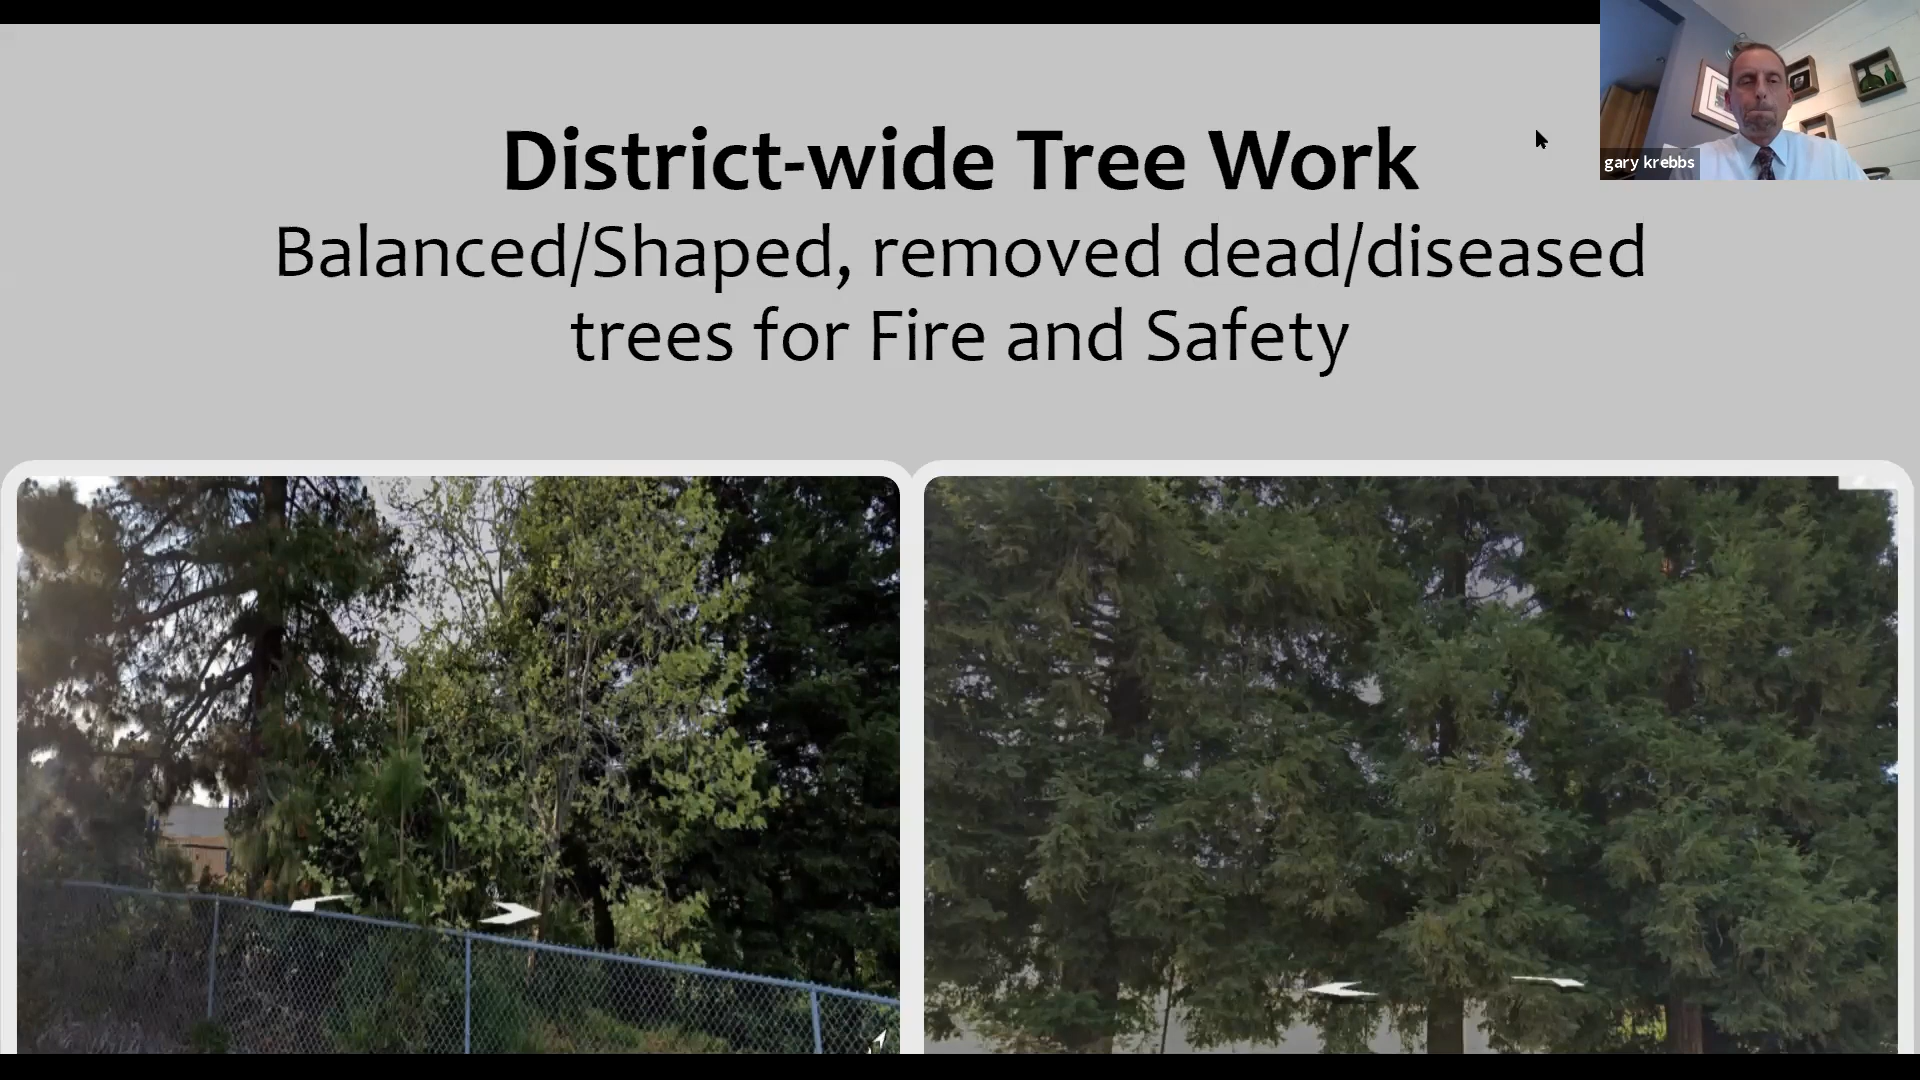 District-wide Tree Work
Balanced/Shaped, removed dead/diseased
trees for Fire and Safety
gary krebbs